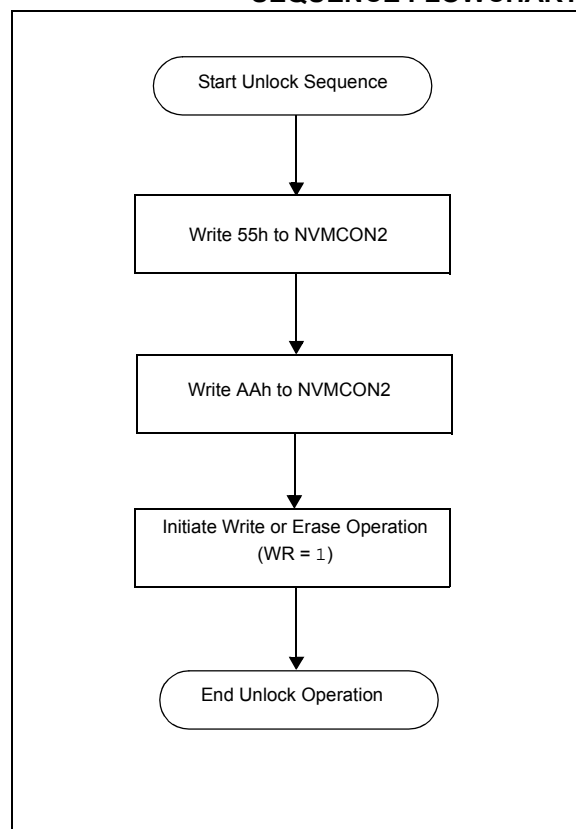 SEQUENCE FLOWCHART
Start Unlock Sequence
Write 55h to NVMCON2
Write AAh to NVMCON2
Initiate Write or Erase Operation
(WR = 1)
End Unlock Operation